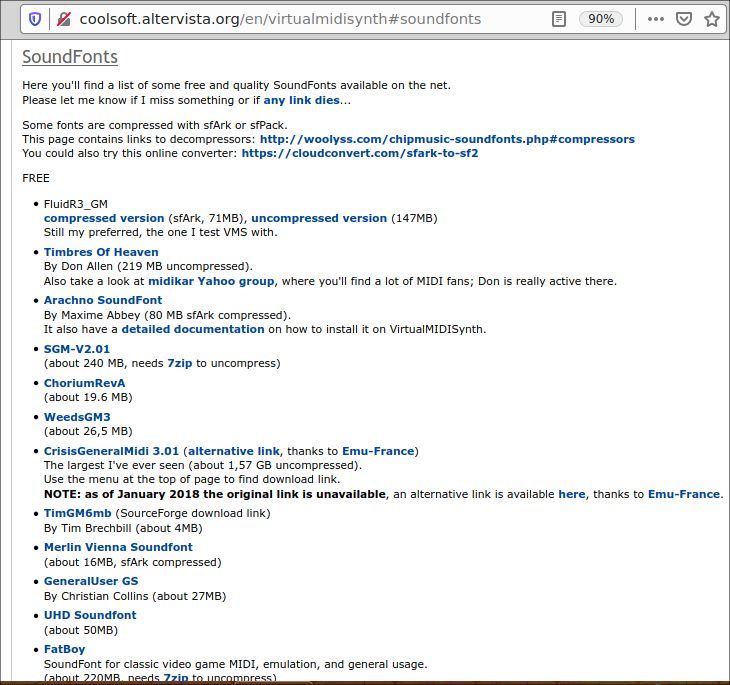 coolsoft.altervista.org/en/virtualmidisynth#soundfonts
90%
SoundFonts
Here you'll find a list of some free and quality SoundFonts available on the net.
Please let me know if I miss something or if any link dies...
Some fonts are compressed with sfArk or sfPack.
This page contains links to decompressors: http://woolyss.com/chipmusic-soundfonts.php#compressors
You could also try this online converter: https://cloudconvert.com/sfark-to-sf2
FREE
• FluidR3_GM
compressed version (sfArk, 71MB), uncompressed version (147MB)
Still my preferred, the one I test VMS with.
• Timbres Of Heaven
By Don Allen (219 MB uncompressed).
Also take a look at midikar Yahoo group, where you'll find a lot of MIDI fans; Don is really active there.
• Arachno SoundFont
By Maxime Abbey (80 MB sfArk compressed).
It also have a detailed documentation on how to install it on VirtualMIDISynth.
• SGM-V2.01
(about 240 MB, needs 7zip to uncompress)
• ChoriumRevA
(about 19.6 MB)
• WeedsGM3
(about 26,5 MB)
• CrisisGeneralMidi 3.01 (alternative link, thanks to Emu-France)
The largest I've ever seen (about 1,57 GB uncompressed).
Use the menu at the top of page to find download link.
NOTE: as of January 2018 the original link is unavailable, an alternative link is available here, thanks to Emu-France.
• TimGM6mb (SourceForge download link)
By Tim Brechbill (about 4MB)
• Merlin Vienna Soundfont
(about 16MB, sfArk compressed)
• GeneralUser GS
By Christian Collins (about 27MB)
• UHD Soundfont
(about 50MB)
• FatBoy
SoundFont for classic video game MIDI, emulation, and general usage.
(about 220MB, needs 7zip to uncompress)